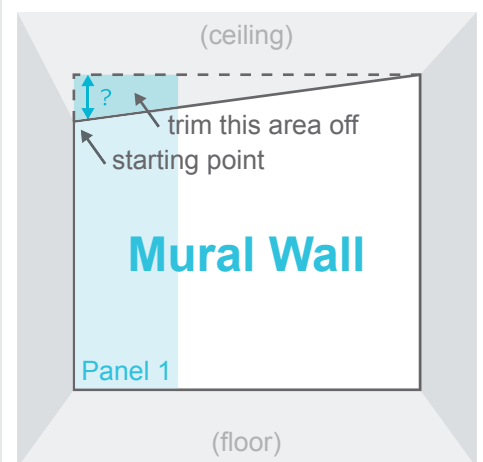 (ceiling)
?
trim this area off
starting point
Mural Wall
Panel 1
(floor)